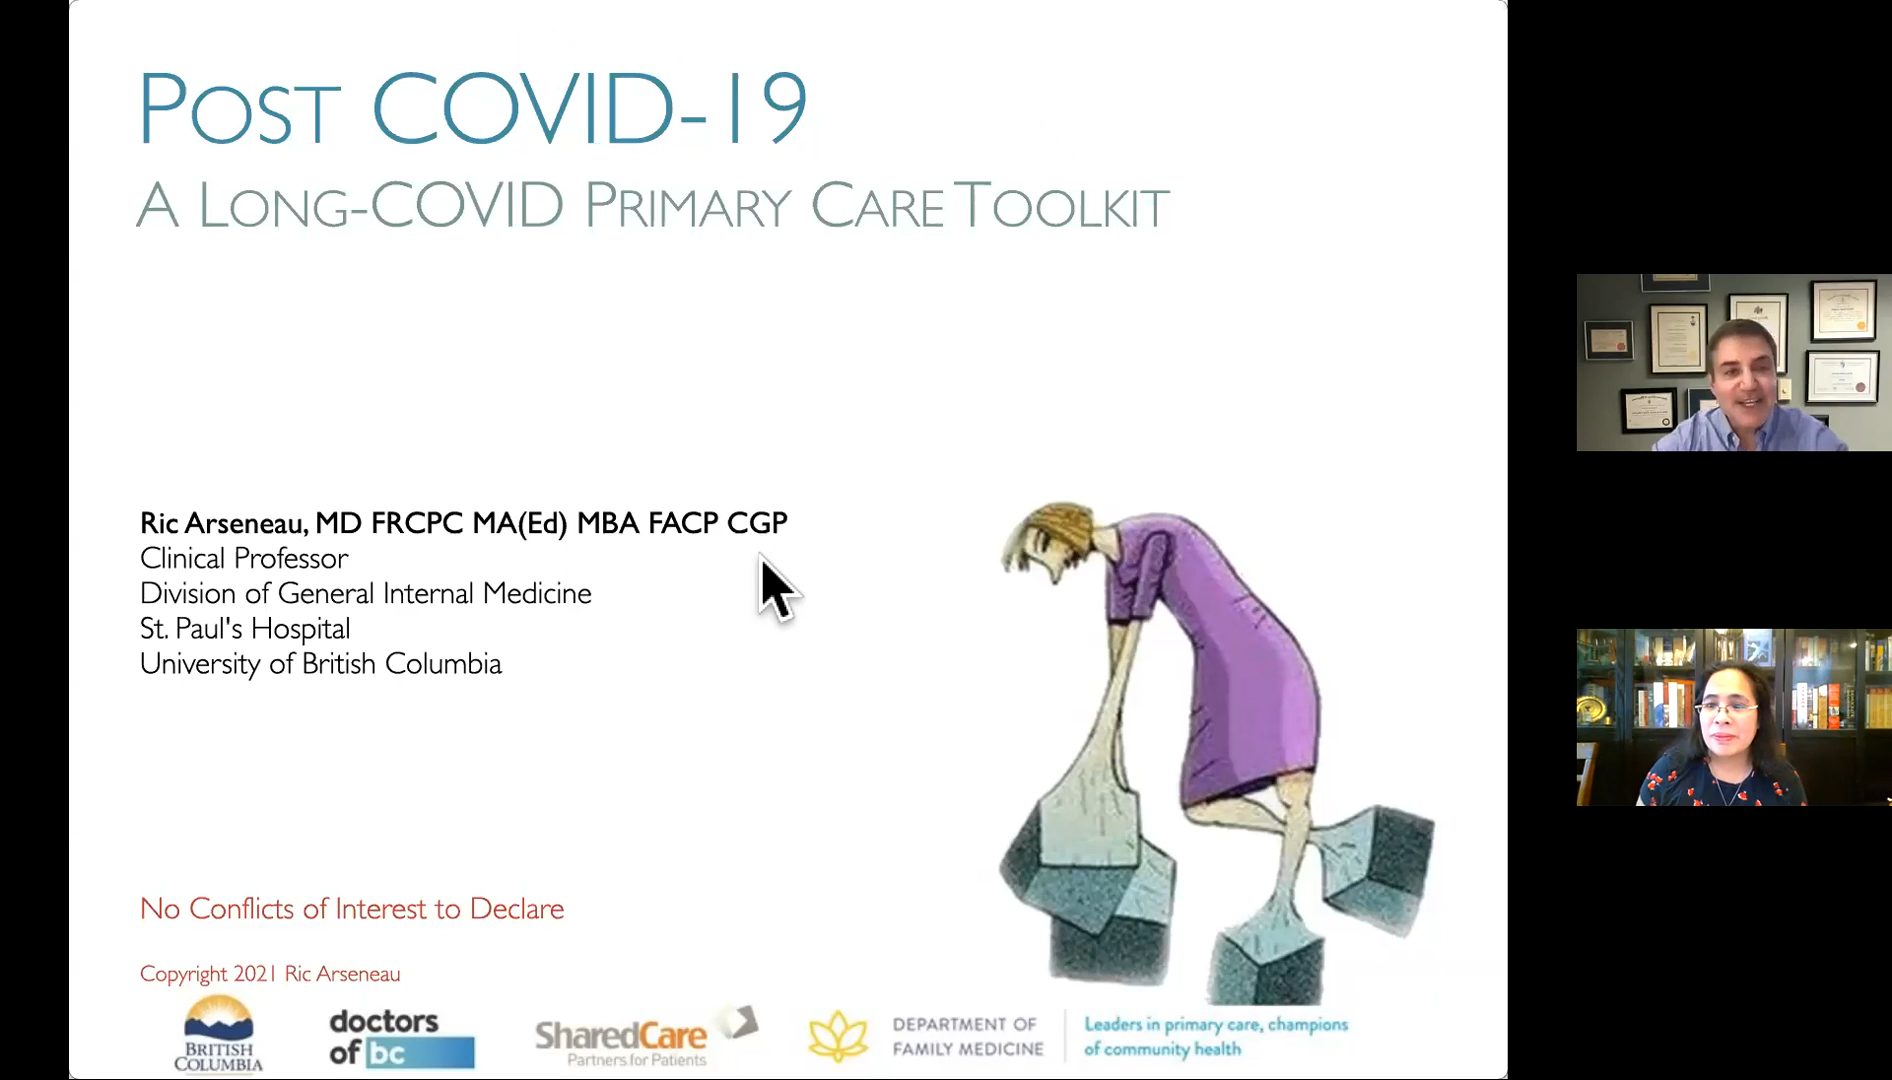 POST COVID-19
A LONG-COVID PRIMARY CARE TOOLKIT
Ric Arseneau, MD FRCPC MA(Ed) MBA FACP CGP
Clinical Professor
Division of General Internal Medicine
St. Paul's Hospital
University of British Columbia
No Conflicts of Interest to Declare
Copyright 2021 Ric Arseneau
BRITISH
COLUMBIA
doctors
of bc
SharedCare
Partners for Patients
DEPARTMENT OF
FAMILY MEDICINE
Leaders in primary care, champions
of community health